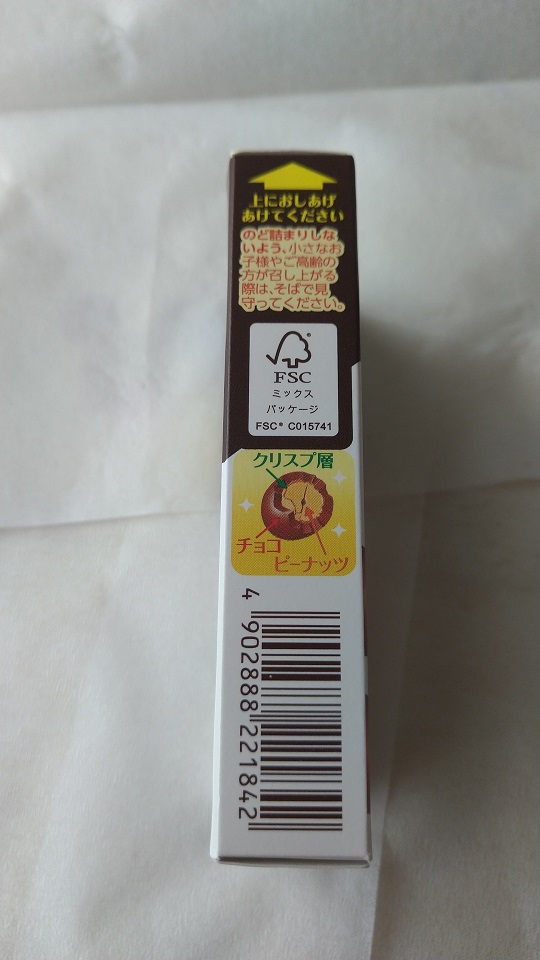 上におしあげ
あけてください
のど詰まりしな
いよう、小さなお
子様やご高齢の
方が召し上がる
際は、そばで見
守ってください。
FSC
ミックス
パッケージ
FSC® C015741
クリスプ層
チョコ
ピーナッツ
4 902888 221842